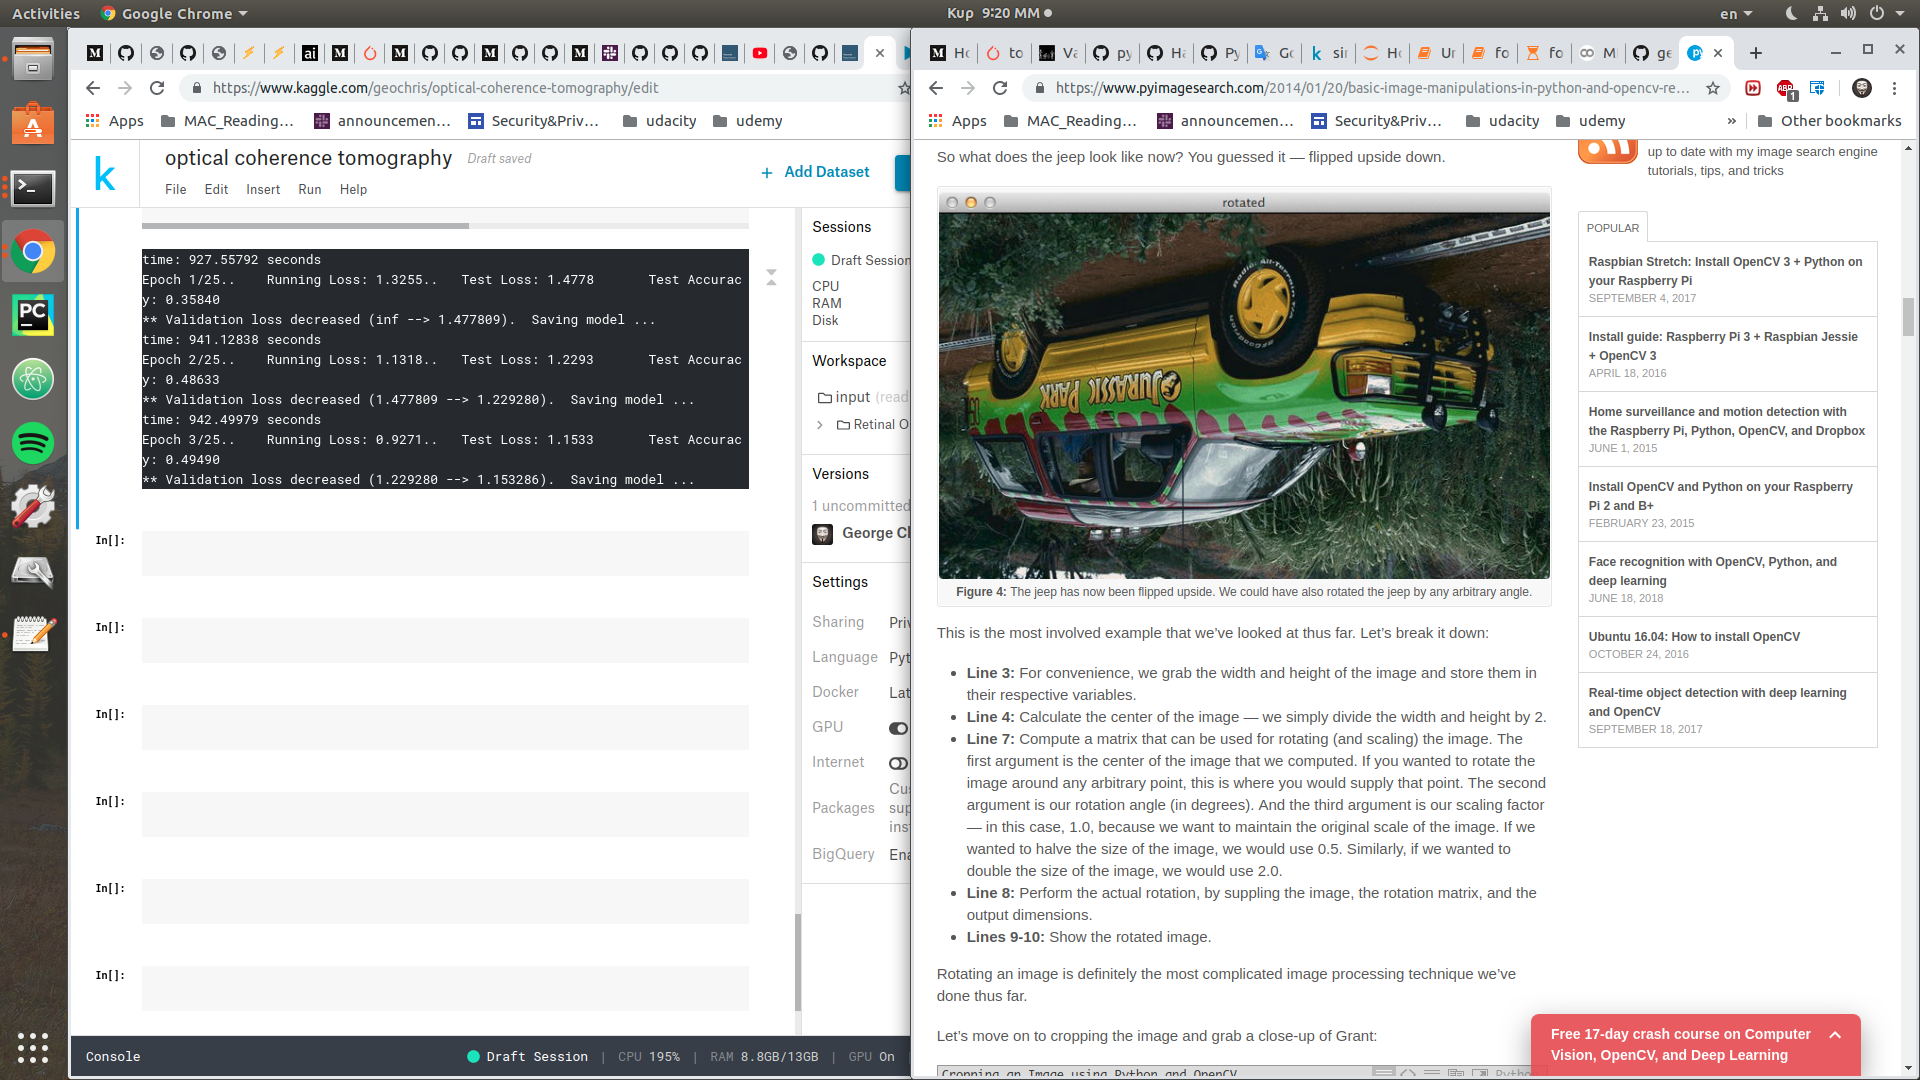 Activities
Google Chrome
Κυρ 9:20 ΜΜ
en
https://www.kaggle.com/geochris/optical-coherence-tomography/edit
Apps
MAC_Reading...
announcemen...
Security&Priv...
udacity
udemy
optical coherence tomography
Draft saved
File
Edit
Insert
Run
Help
+ Add Dataset
time: 927.55792 seconds
Epoch 1/25.. Running Loss: 1.3255.. Test Loss: 1.4778 Test Accurac
y: 0.35840
** Validation loss decreased (inf --> 1.477809). Saving model ...
time: 941.12838 seconds
Epoch 2/25.. Running Loss: 1.1318.. Test Loss: 1.2293 Test Accurac
y: 0.48633
** Validation loss decreased (1.477809 --> 1.229280). Saving model ...
time: 942.49979 seconds
Epoch 3/25.. Running Loss: 0.9271.. Test Loss: 1.1533 Test Accurac
y: 0.49490
** Validation loss decreased (1.229280 --> 1.153286). Saving model ...
In[]:
In[]:
In[]:
In[]:
In[]:
In[]:
Sessions
Draft Session
CPU
RAM
Disk
Workspace
input (read
Retinal O
Versions
1 uncommitted
George Cl
Settings
Sharing Priv
Language Pyt
Docker Lat
GPU
Internet
Packages
Cus
sup
inst
BigQuery Ena
Console
Draft Session | CPU 195% | RAM 8.8GB/13GB | GPU On
https://www.pyimagesearch.com/2014/01/20/basic-image-manipulations-in-python-and-opencv-re...
Apps
MAC_Reading...
announcemen...
Security&Priv...
udacity
udemy
»
Other bookmarks
So what does the jeep look like now? You guessed it — flipped upside down.
rotated
JURASSIC PARK
Figure 4: The jeep has now been flipped upside. We could have also rotated the jeep by any arbitrary angle.
This is the most involved example that we’ve looked at thus far. Let’s break it down:
Line 3: For convenience, we grab the width and height of the image and store them in
their respective variables.
Line 4: Calculate the center of the image — we simply divide the width and height by 2.
Line 7: Compute a matrix that can be used for rotating (and scaling) the image. The
first argument is the center of the image that we computed. If you wanted to rotate the
image around any arbitrary point, this is where you would supply that point. The second
argument is our rotation angle (in degrees). And the third argument is our scaling factor
— in this case, 1.0, because we want to maintain the original scale of the image. If we
wanted to halve the size of the image, we would use 0.5. Similarly, if we wanted to
double the size of the image, we would use 2.0.
Line 8: Perform the actual rotation, by suppling the image, the rotation matrix, and the
output dimensions.
Lines 9-10: Show the rotated image.
Rotating an image is definitely the most complicated image processing technique we’ve
done thus far.
Let’s move on to cropping the image and grab a close-up of Grant:
Cropping an Image using Python and OpenCV
Python
up to date with my image search engine
tutorials, tips, and tricks
POPULAR
Raspbian Stretch: Install OpenCV 3 + Python on
your Raspberry Pi
SEPTEMBER 4, 2017
Install guide: Raspberry Pi 3 + Raspbian Jessie
+ OpenCV 3
APRIL 18, 2016
Home surveillance and motion detection with
the Raspberry Pi, Python, OpenCV, and Dropbox
JUNE 1, 2015
Install OpenCV and Python on your Raspberry
Pi 2 and B+
FEBRUARY 23, 2015
Face recognition with OpenCV, Python, and
deep learning
JUNE 18, 2018
Ubuntu 16.04: How to install OpenCV
OCTOBER 24, 2016
Real-time object detection with deep learning
and OpenCV
SEPTEMBER 18, 2017
Free 17-day crash course on Computer
Vision, OpenCV, and Deep Learning